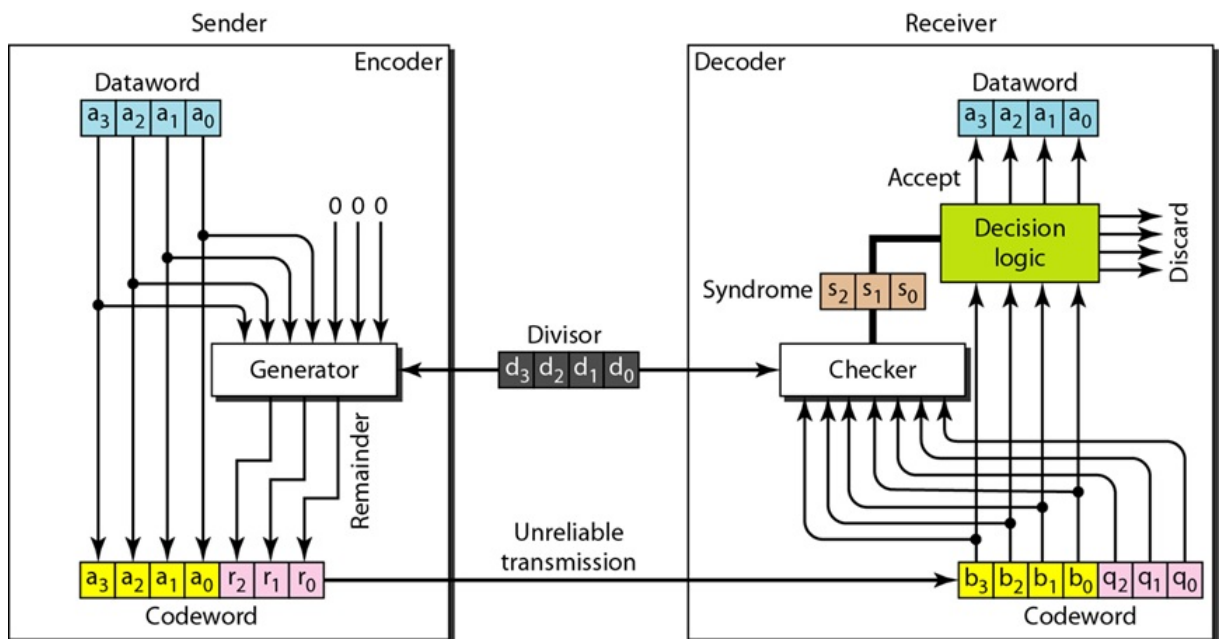 Sender
Receiver
Encoder
Decoder
Dataword
a3 a2 a1 a0
Dataword
a3 a2 a1 a0
Accept
0 0 0
Decision
logic
Discard
Syndrome
s2 s1 s0
Divisor
d3 d2 d1 d0
Generator
Checker
Remainder
Unreliable
transmission
a3 a2 a1 a0 r2 r1 r0
Codeword
b3 b2 b1 b0 q2 q1 q0
Codeword